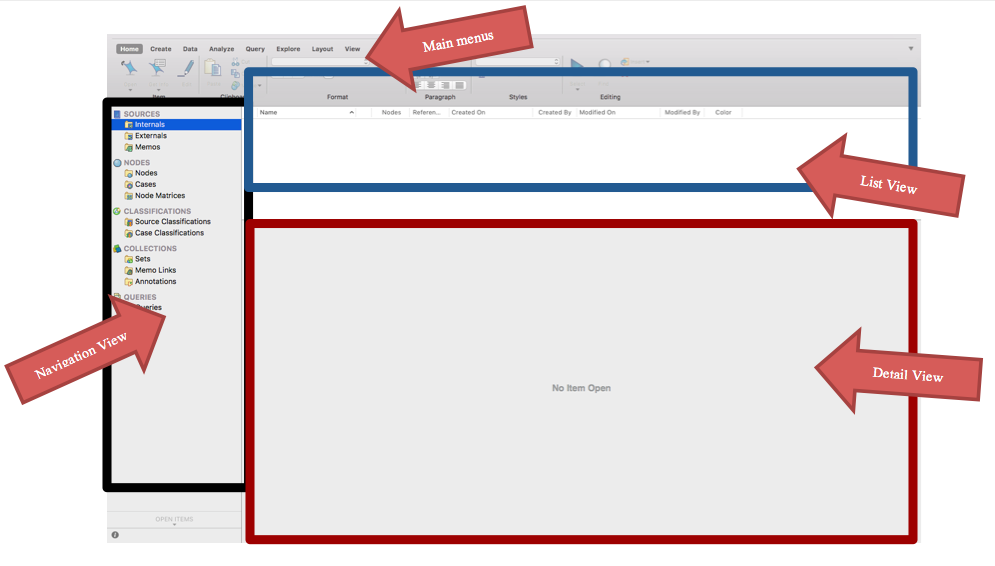 Main menus
Home Create Data Analyze Query Explore Layout View
Item Format Paragraph Styles Editing
Name Nodes Referen... Created On Created By Modified On Modified By Color
SOURCES
Internals
Externals
Memos
NODES
Nodes
Cases
Node Matrices
CLASSIFICATIONS
Source Classifications
Case Classifications
COLLECTIONS
Sets
Memo Links
Annotations
QUERIES
Queries
List View
Navigation View
Detail View
No Item Open
OPEN ITEMS